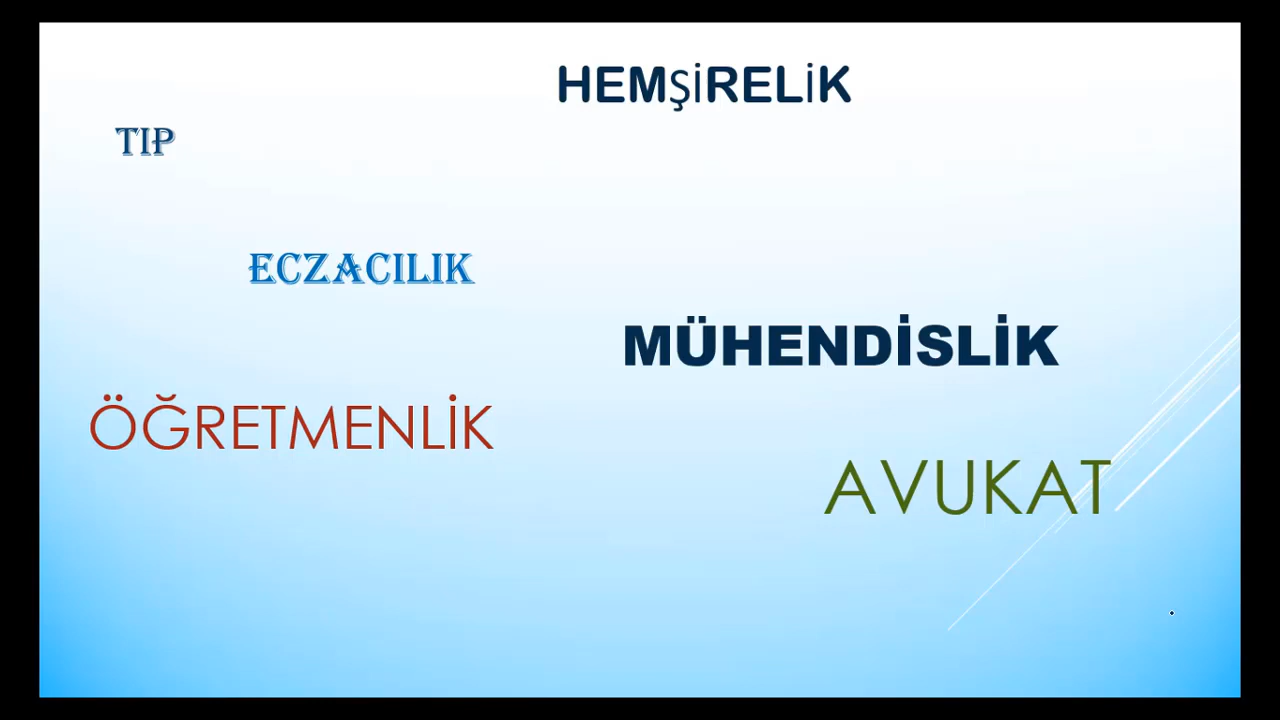 HEMŞİRELİK
TIP
ECZACILIK
MÜHENDİSLİK
ÖĞRETMENLİK
AVUKAT